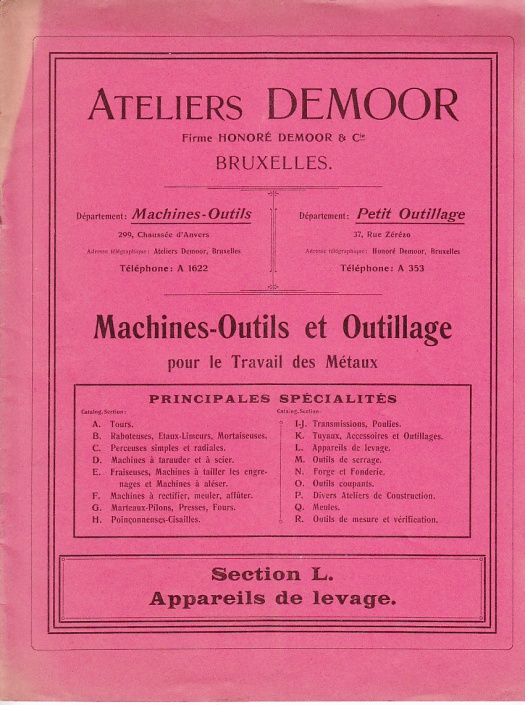 ATELIERS DEMOOR
Firme HONORÉ DEMOOR & Cie
BRUXELLES.
Département: Machines-Outils
299, Chaussée d'Anvers
Adresse télégraphique: Ateliers Demoor, Bruxelles
Téléphone: A 1622
Département: Petit Outillage
37, Rue Zérézo
Adresse télégraphique: Honoré Demoor, Bruxelles
Téléphone: A 353
Machines-Outils et Outillage
pour le Travail des Métaux
PRINCIPALES SPÉCIALITÉS
Catalog. Section:
A. Tours.
B. Raboteuses, Etaux-Limeurs, Mortaiseuses.
C. Perceuses simples et radiales.
D. Machines à tarauder et à scier.
E. Fraiseuses, Machines à tailler les engre-
nages et Machines à aléser.
F. Machines à rectifier, meuler, affûter.
G. Marteaux-Pilons, Presses, Fours.
H. Poinçonneuses-Cisailles.
Catalog. Section:
I-J. Transmissions, Poulies.
K. Tuyaux, Accessoires et Outillages.
L. Appareils de levage.
M. Outils de serrage.
N. Forge et Fonderie.
O. Outils coupants.
P. Divers Ateliers de Construction.
Q. Meules.
R. Outils de mesure et vérification.
Section L.
Appareils de levage.